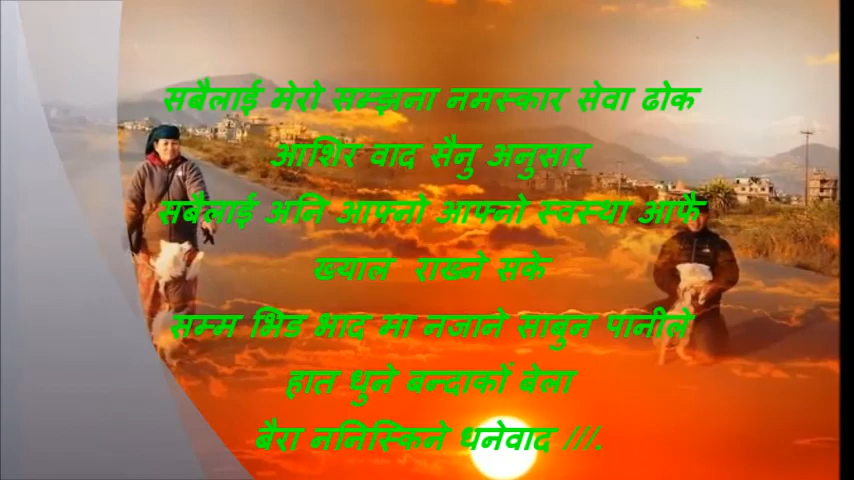 सबैलाई मेरो सम्झना नमस्कार सेवा ढोक
आशिर वाद सैनु अनुसार
सबैलाई अनि आफ्नो आफ्नो स्वस्था आफै
ख्याल राख्ने सके
सम्म भिड भाद मा नजाने साबुन पानीले
हात धुने बन्दाकों बेला
बैरा ननिस्किने धनेवाद ///.